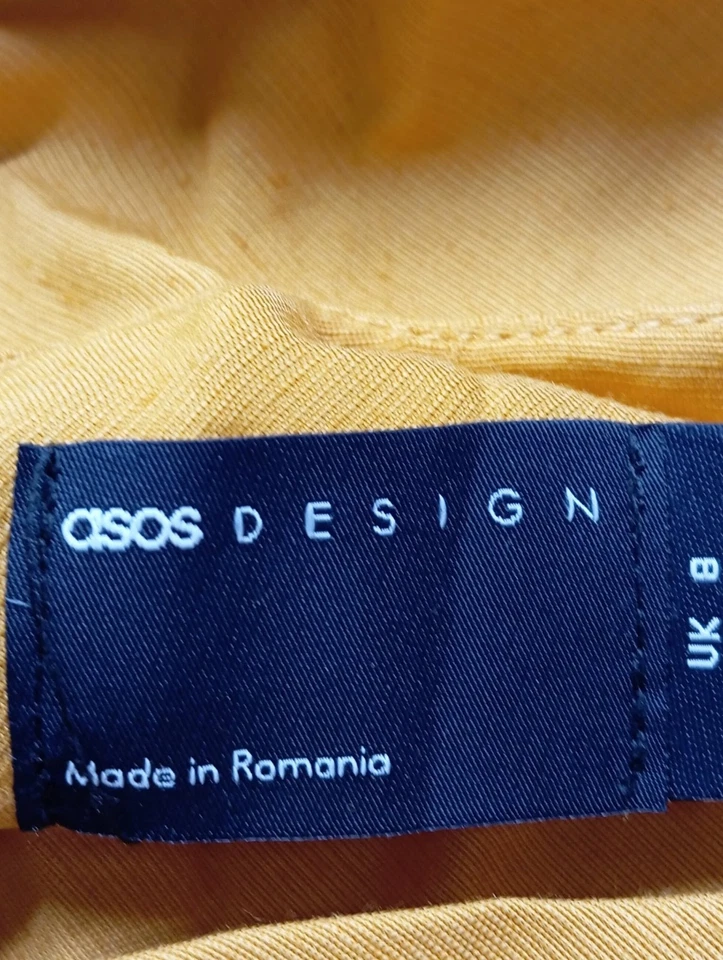 asos DESIGN
Made in Romania
UK 8